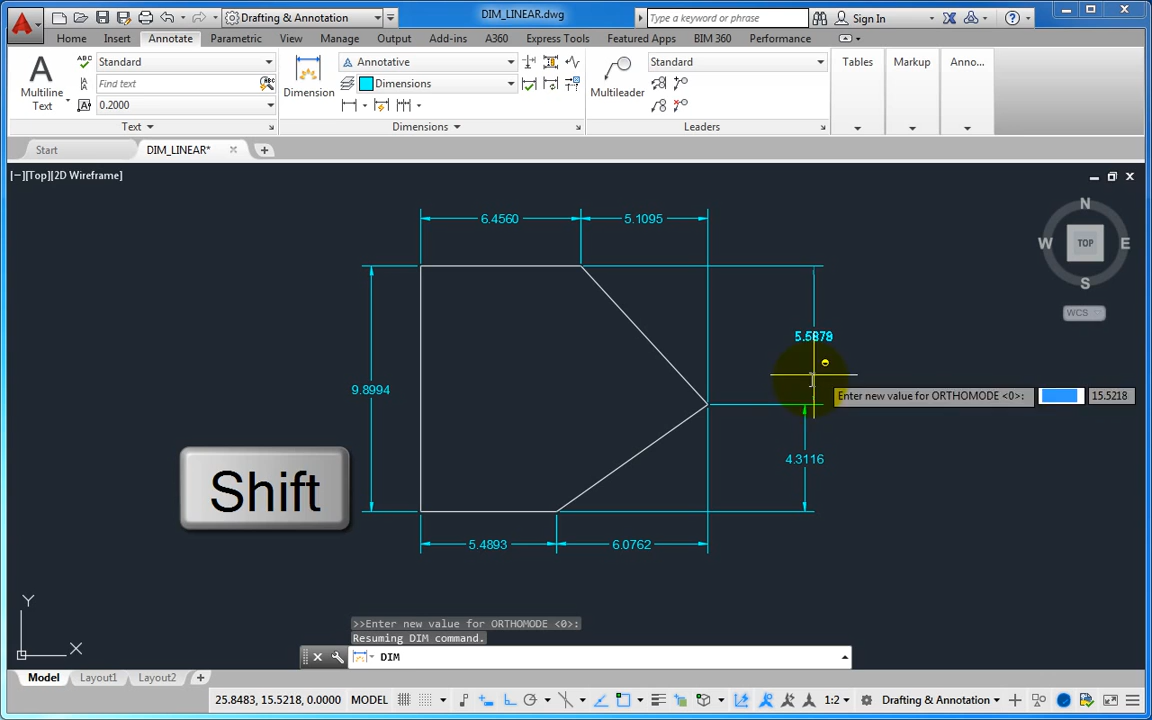 Drafting & Annotation
DIM_LINEAR.dwg
Type a keyword or phrase
Sign In
Home Insert Annotate Parametric View Manage Output Add-ins A360 Express Tools Featured Apps BIM 360 Performance
Multiline
Text
ABC
Standard
Find text
0.2000
Text
Dimension
Annotative
Dimensions
Dimensions
Multileader
Standard
Leaders
Tables
Markup
Anno...
Start
DIM_LINEAR*
[−][Top][2D Wireframe]
N
W
TOP
E
S
WCS
6.4560
5.1095
9.8994
4.3116
5.4893
6.0762
Enter new value for ORTHOMODE <0>:
15.5218
Shift
Y
X
>>Enter new value for ORTHOMODE <0>:
Resuming DIM command.
DIM
Model Layout1 Layout2
25.8483, 15.5218, 0.0000 MODEL
1:2
Drafting & Annotation